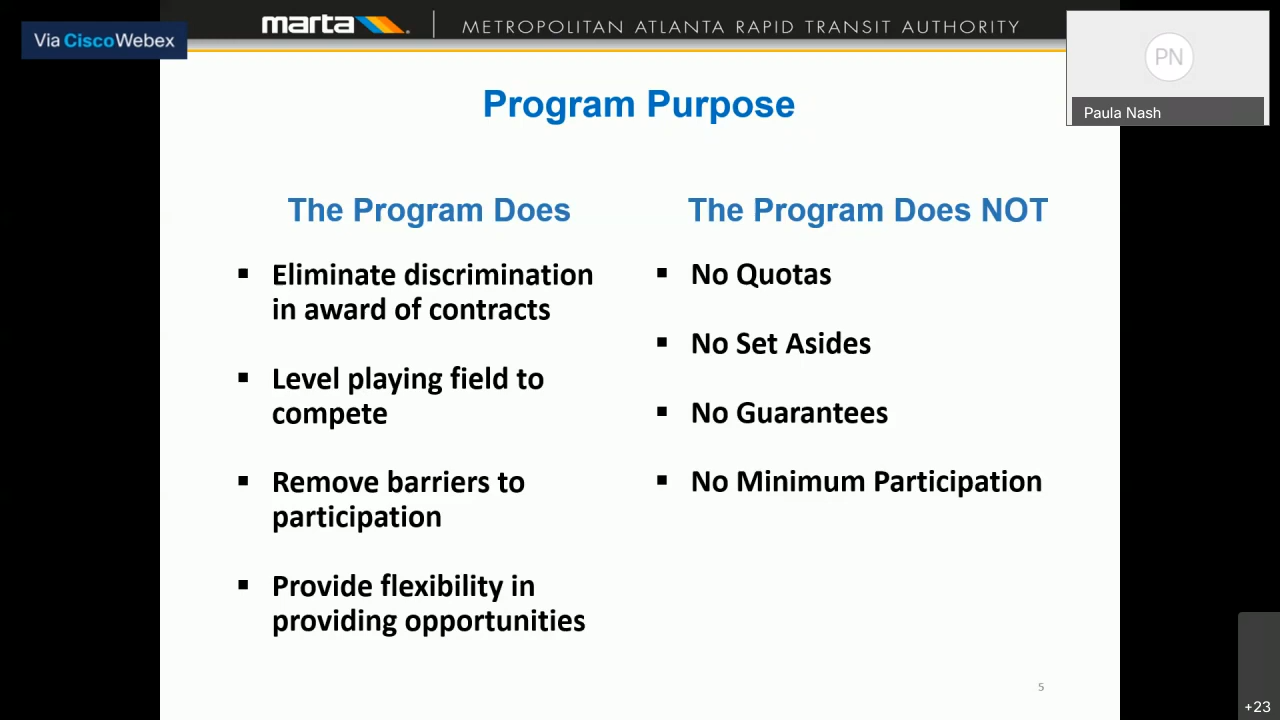 marta METROPOLITAN ATLANTA RAPID TRANSIT AUTHORITY
Via CiscoWebex
PN
Paula Nash
Program Purpose
The Program Does
▪ Eliminate discrimination
in award of contracts
▪ Level playing field to
compete
▪ Remove barriers to
participation
▪ Provide flexibility in
providing opportunities
The Program Does NOT
▪ No Quotas
▪ No Set Asides
▪ No Guarantees
▪ No Minimum Participation
5
+23